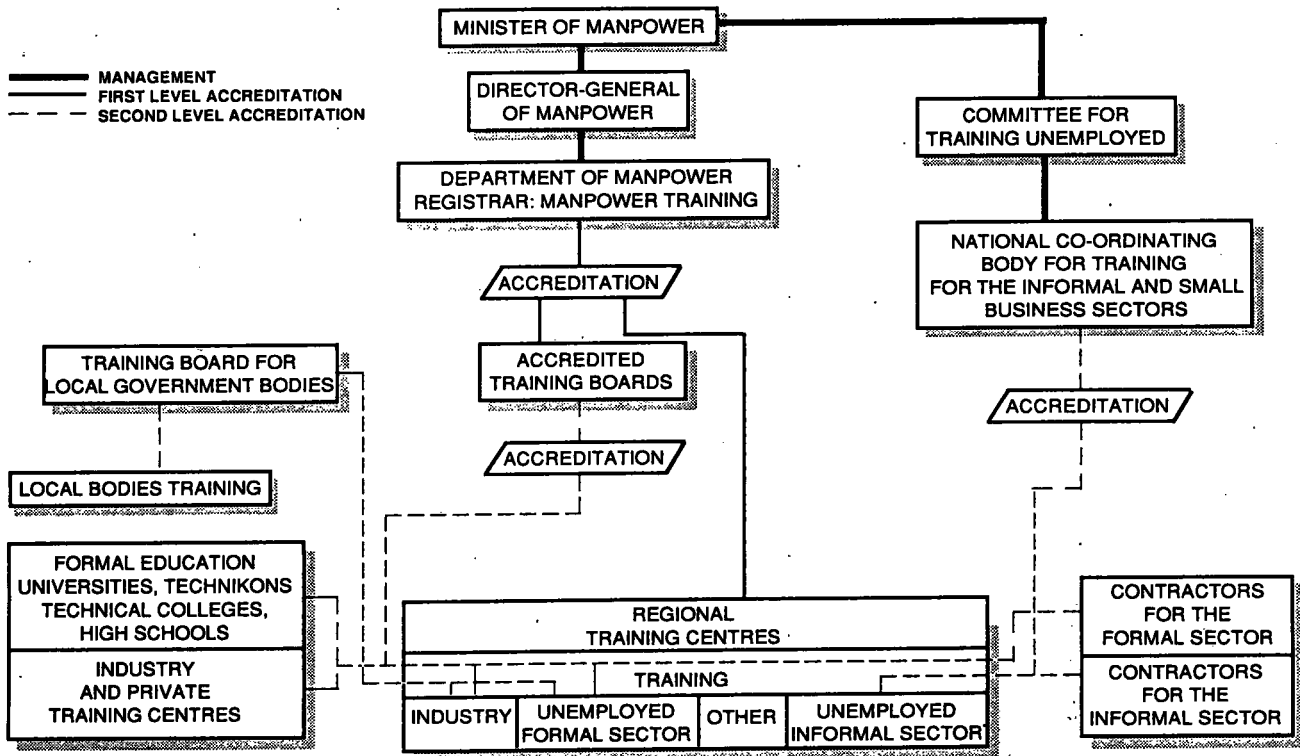 MINISTER OF MANPOWER
MANAGEMENT
FIRST LEVEL ACCREDITATION
SECOND LEVEL ACCREDITATION
DIRECTOR-GENERAL
OF MANPOWER
COMMITTEE FOR
TRAINING UNEMPLOYED
DEPARTMENT OF MANPOWER
REGISTRAR: MANPOWER TRAINING
NATIONAL CO-ORDINATING
BODY FOR TRAINING
FOR THE INFORMAL AND SMALL
BUSINESS SECTORS
ACCREDITATION
TRAINING BOARD FOR
LOCAL GOVERNMENT BODIES
ACCREDITED
TRAINING BOARDS
ACCREDITATION
ACCREDITATION
LOCAL BODIES TRAINING
FORMAL EDUCATION
UNIVERSITIES, TECHNIKONS
TECHNICAL COLLEGES,
HIGH SCHOOLS
INDUSTRY
AND PRIVATE
TRAINING CENTRES
REGIONAL
TRAINING CENTRES
TRAINING
INDUSTRY
UNEMPLOYED
FORMAL SECTOR
OTHER
UNEMPLOYED
INFORMAL SECTOR
CONTRACTORS
FOR THE
FORMAL SECTOR
CONTRACTORS
FOR THE
INFORMAL SECTOR